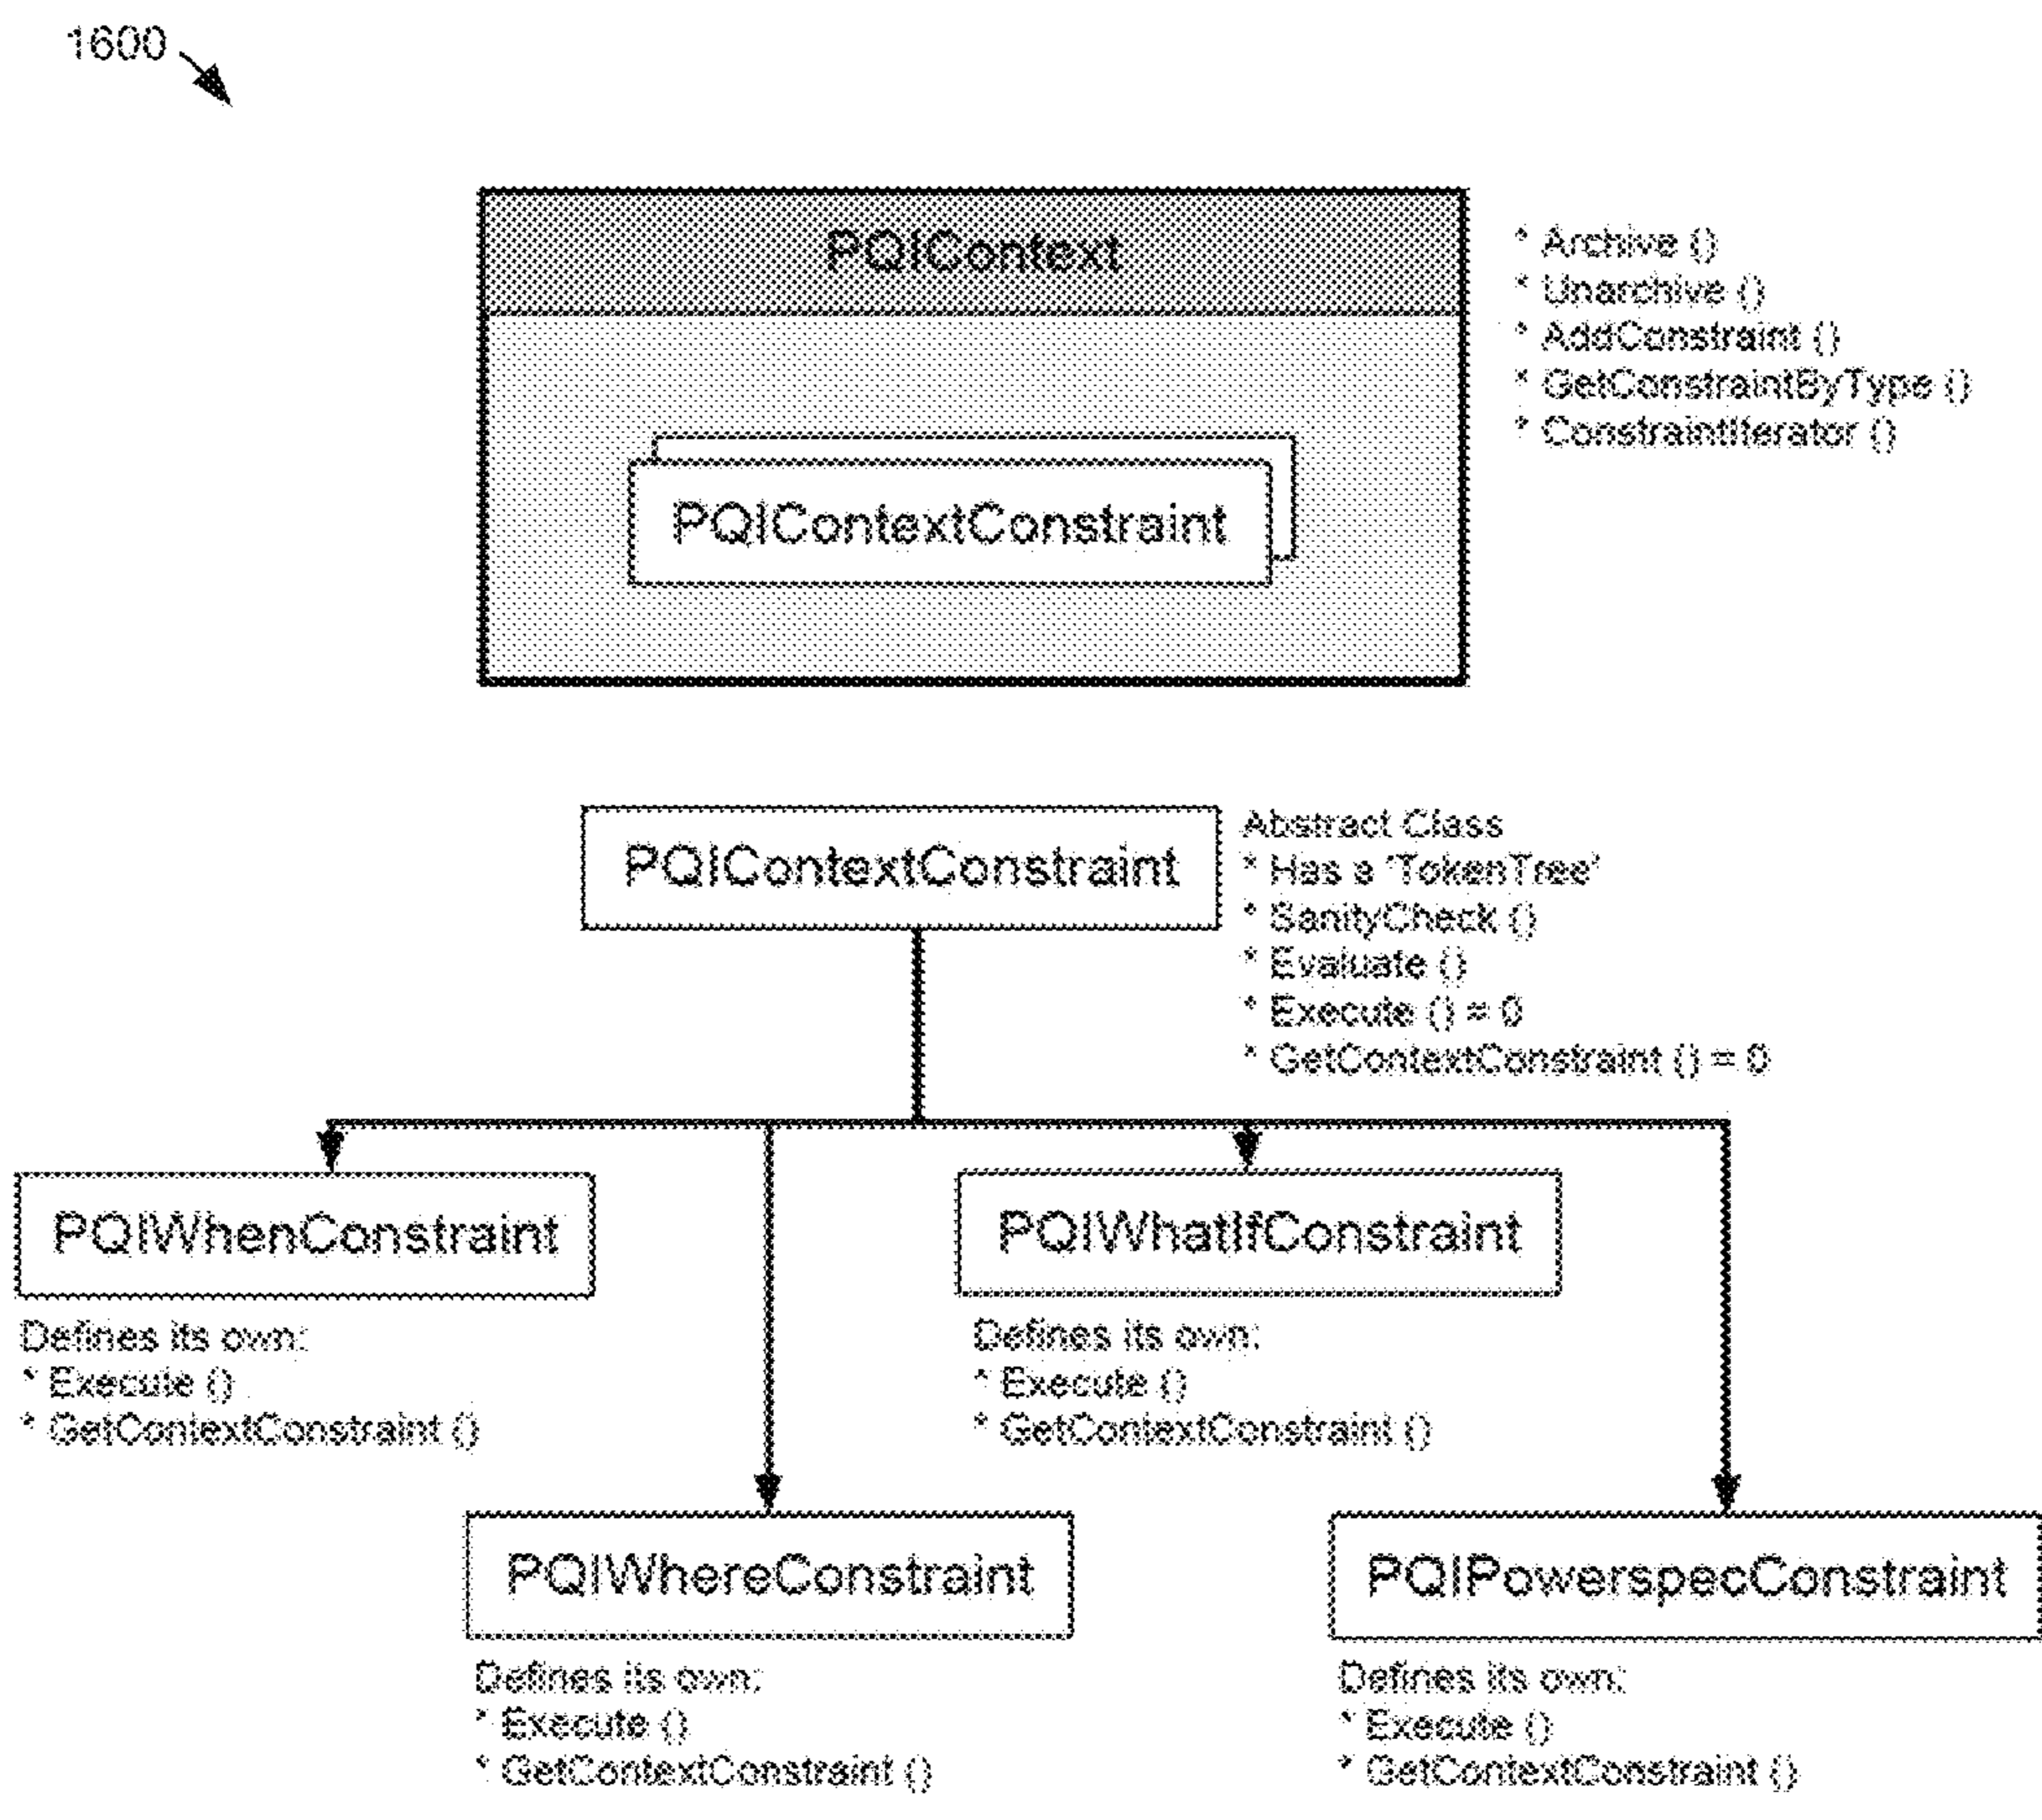 1600
PQIContext
* Archive ()
* Unarchive ()
* AddConstraint ()
* GetConstraintByType ()
* ConstraintIterator ()
PQIContextConstraint
PQIContextConstraint
Abstract Class
* Has a 'TokenTree'
* SanityCheck ()
* Evaluate ()
* Execute () = 0
* GetContextConstraint () = 0
PQIWhenConstraint
Defines its own:
* Execute ()
* GetContextConstraint ()
PQIWhatIfConstraint
Defines its own:
* Execute ()
* GetContextConstraint ()
PQIWhereConstraint
Defines its own:
* Execute ()
* GetContextConstraint ()
PQIPowerspecConstraint
Defines its own:
* Execute ()
* GetContextConstraint ()